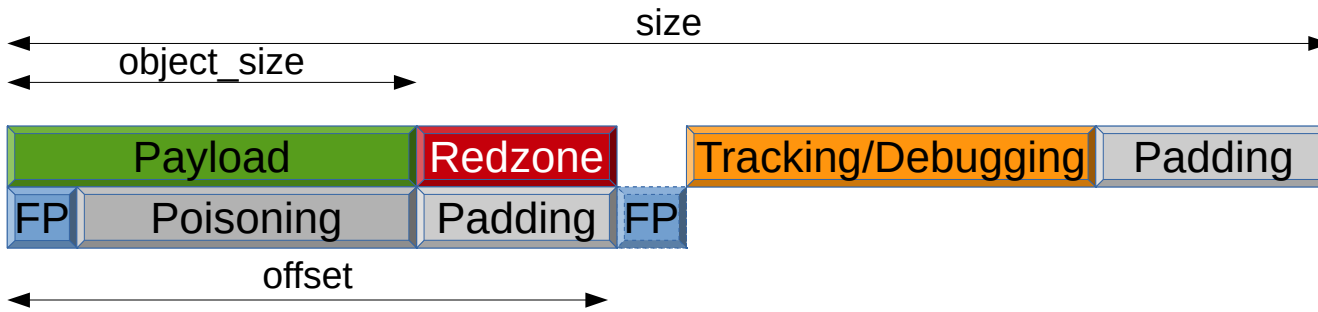 size
object_size
Payload Redzone Tracking/Debugging Padding
FP Poisoning Padding FP
offset